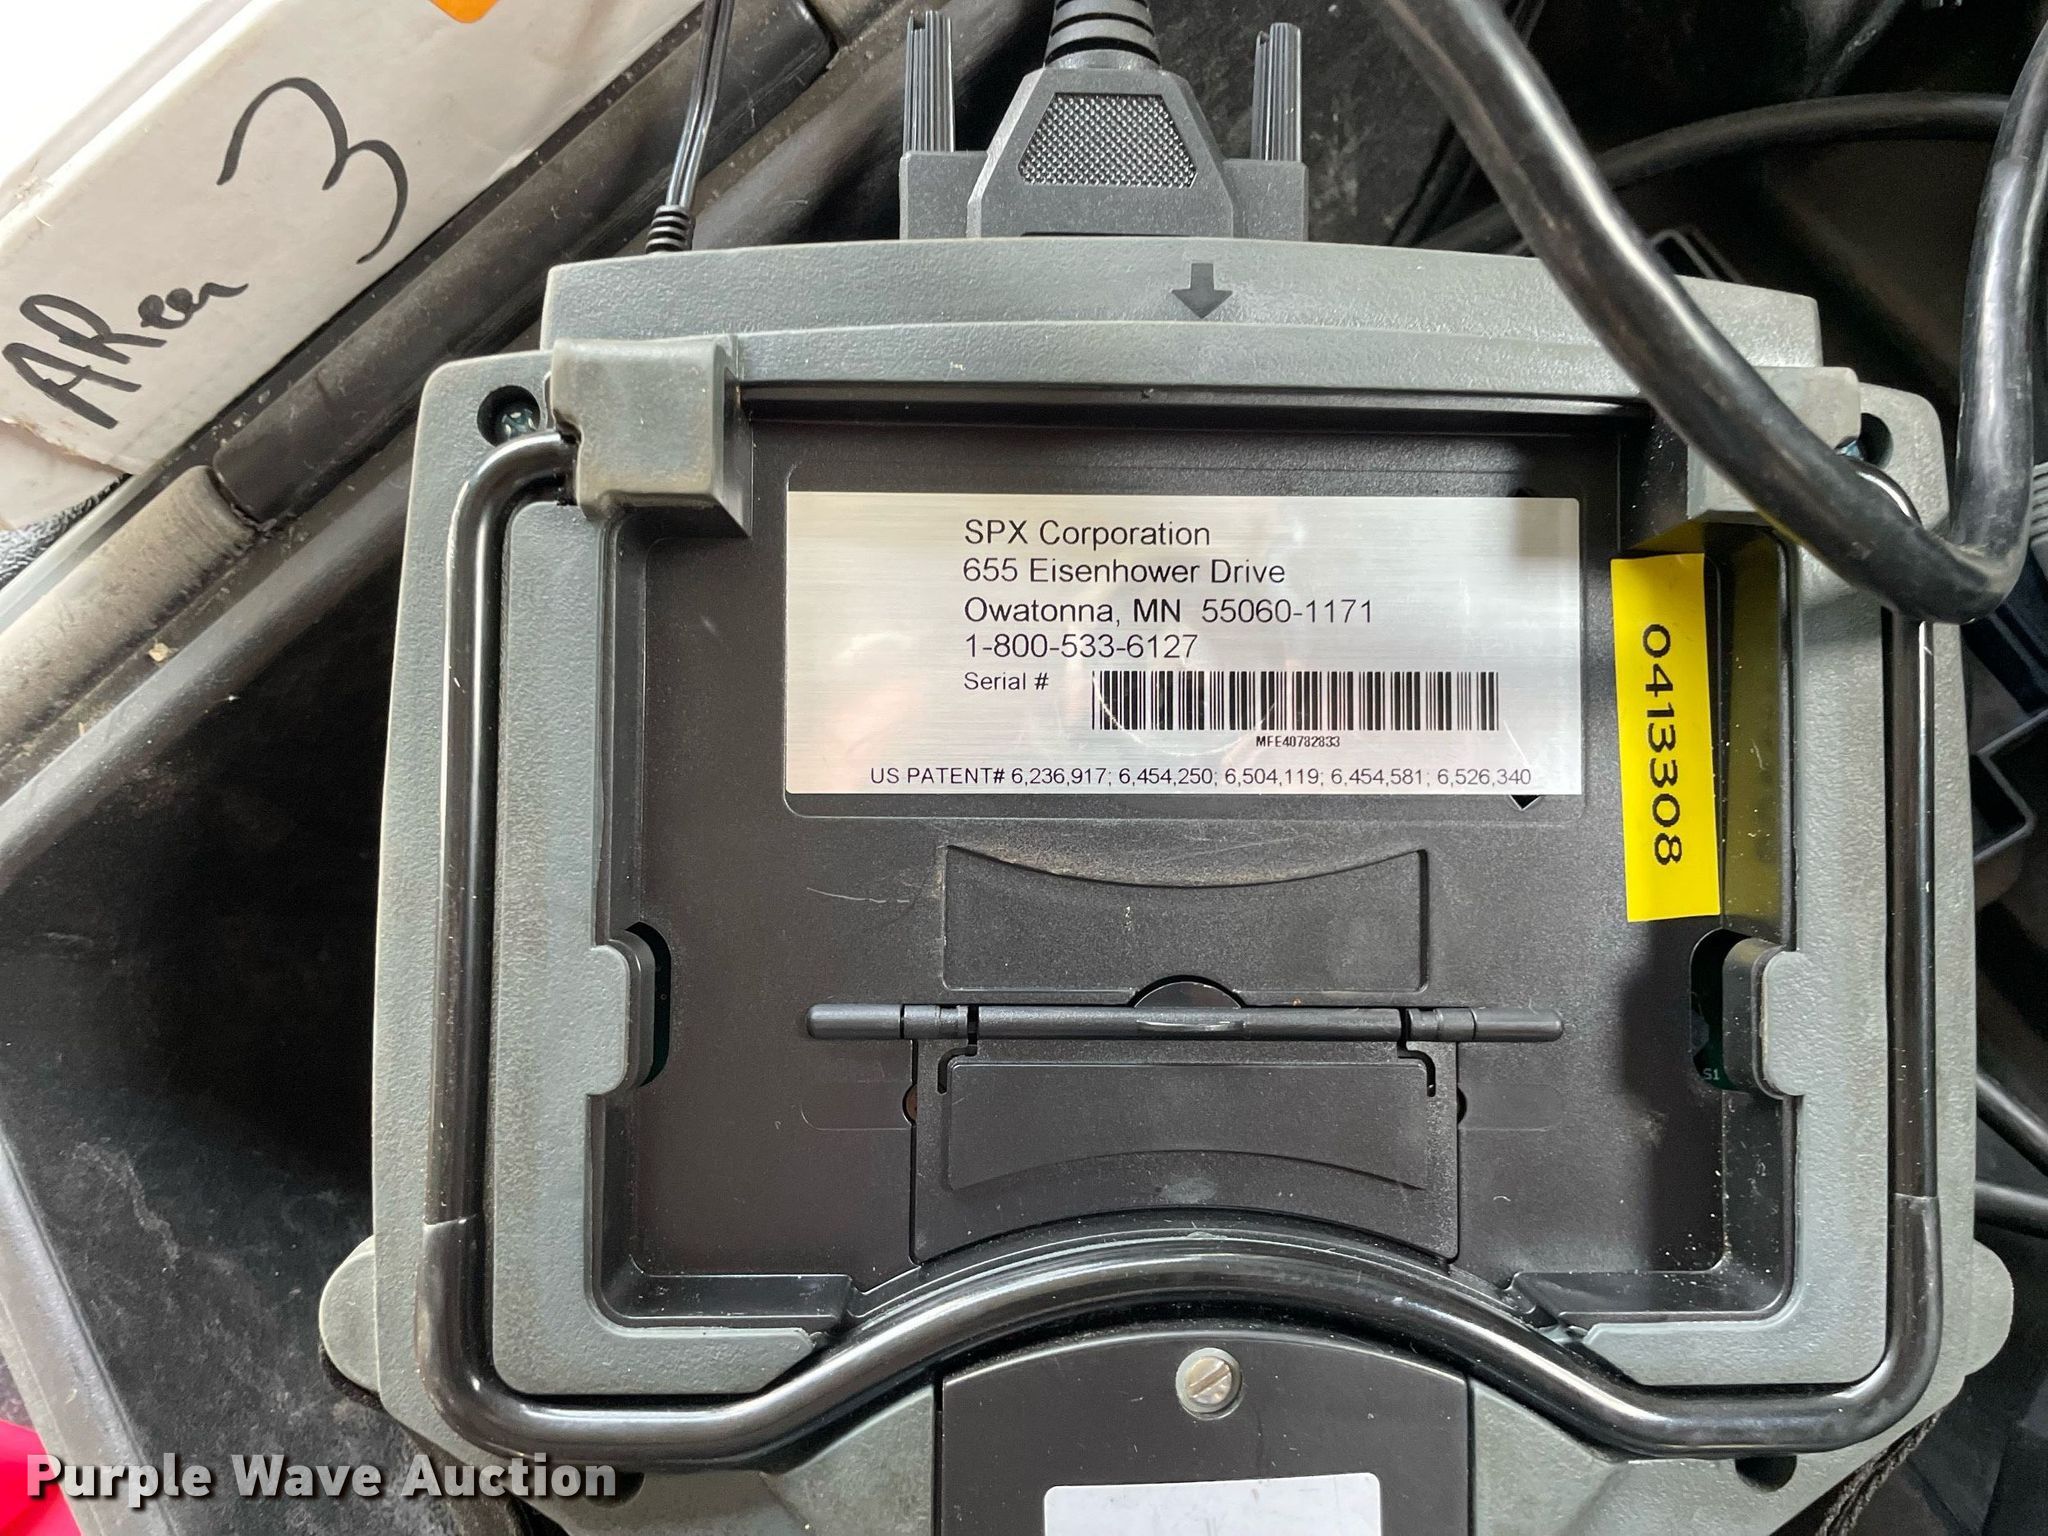 AREA 3
SPX Corporation
655 Eisenhower Drive
Owatonna, MN 55060-1171
1-800-533-6127
Serial #
MFE40782833
US PATENT# 6,236,917; 6,454,250; 6,504,119; 6,454,581; 6,526,340
0413308
S1
Purple Wave Auction